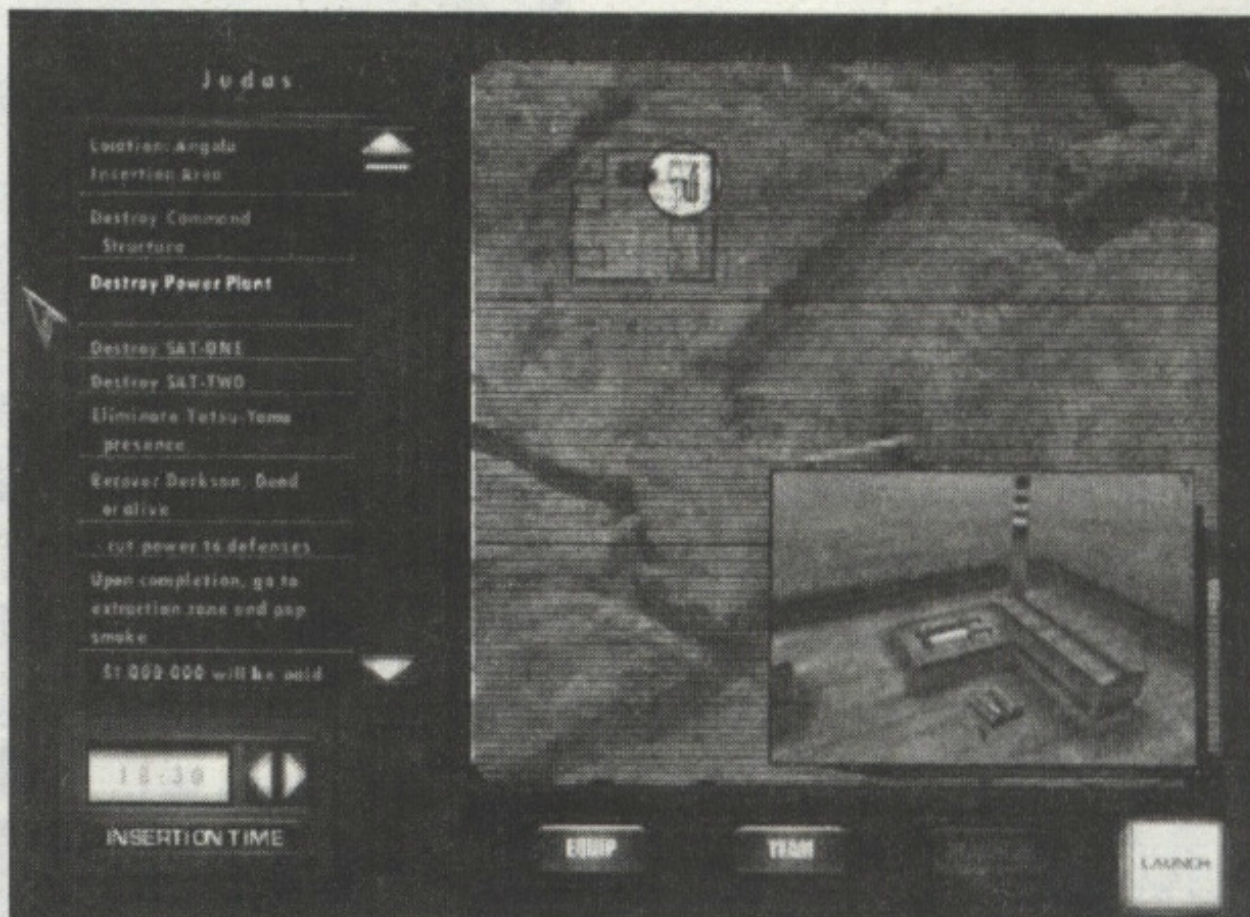 Judas
Location: Angola
Insertion Area
Destroy Command
Structure
Destroy Power Plant
Destroy SAT-ONE
Destroy SAT-TWO
Eliminate Tatsu-Yama
presence
Recover Derkson, Dead
or alive
- cut power to defenses
Upon completion, go to
extraction zone and pop
smoke
$1,000,000 will be paid
18:30
INSERTION TIME
EQUIP
TEAM
LAUNCH